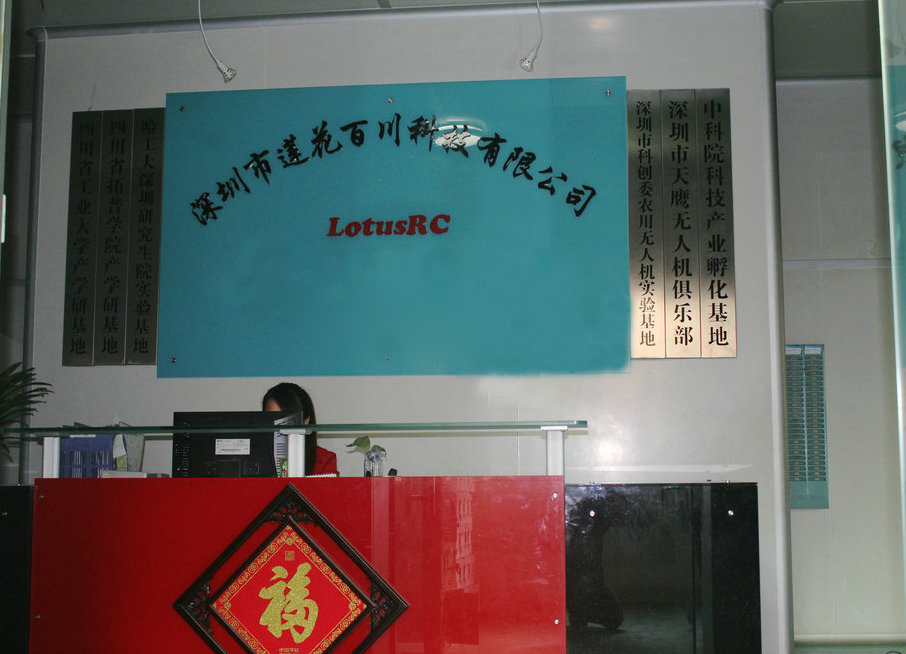 深圳市莲花百川科技有限公司
LotusRC
四川省工业大学产学研基地
四川省拓普学院产学研基地
哈工大深圳研究生院实验基地
深圳市科创委农用无人机实验基地
深圳市天鹰无人机俱乐部
中科院科技产业孵化基地
福